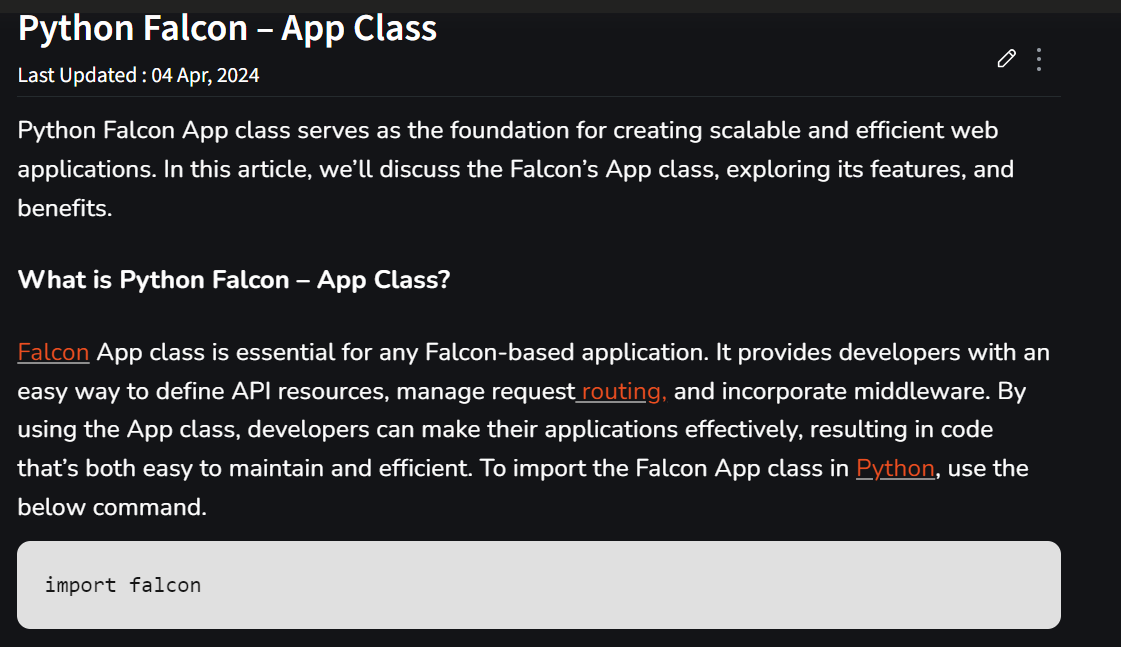 Python Falcon – App Class
Last Updated : 04 Apr, 2024
Python Falcon App class serves as the foundation for creating scalable and efficient web
applications. In this article, we’ll discuss the Falcon’s App class, exploring its features, and
benefits.
What is Python Falcon – App Class?
Falcon App class is essential for any Falcon-based application. It provides developers with an
easy way to define API resources, manage request routing, and incorporate middleware. By
using the App class, developers can make their applications effectively, resulting in code
that’s both easy to maintain and efficient. To import the Falcon App class in Python, use the
below command.
import falcon